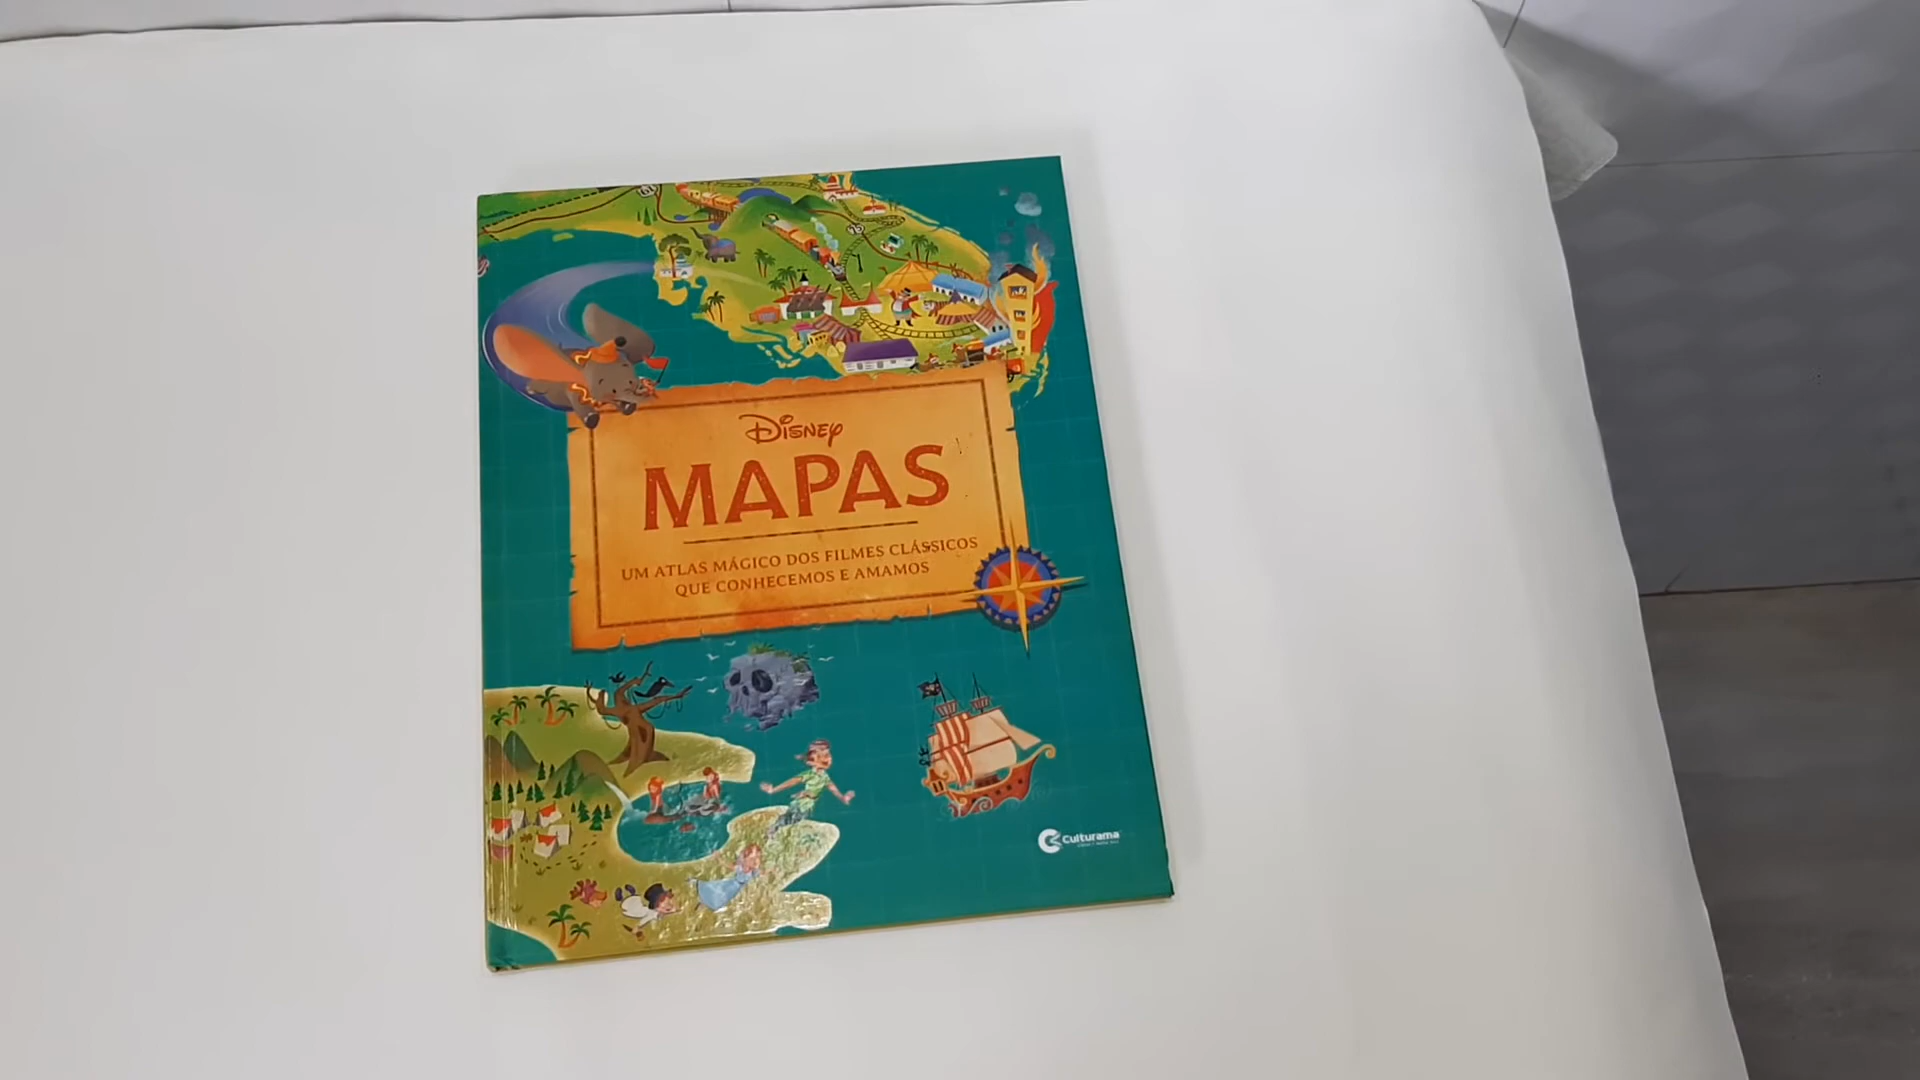 Disney
MAPAS
UM ATLAS MÁGICO DOS FILMES CLÁSSICOS
QUE CONHECEMOS E AMAMOS
Culturama